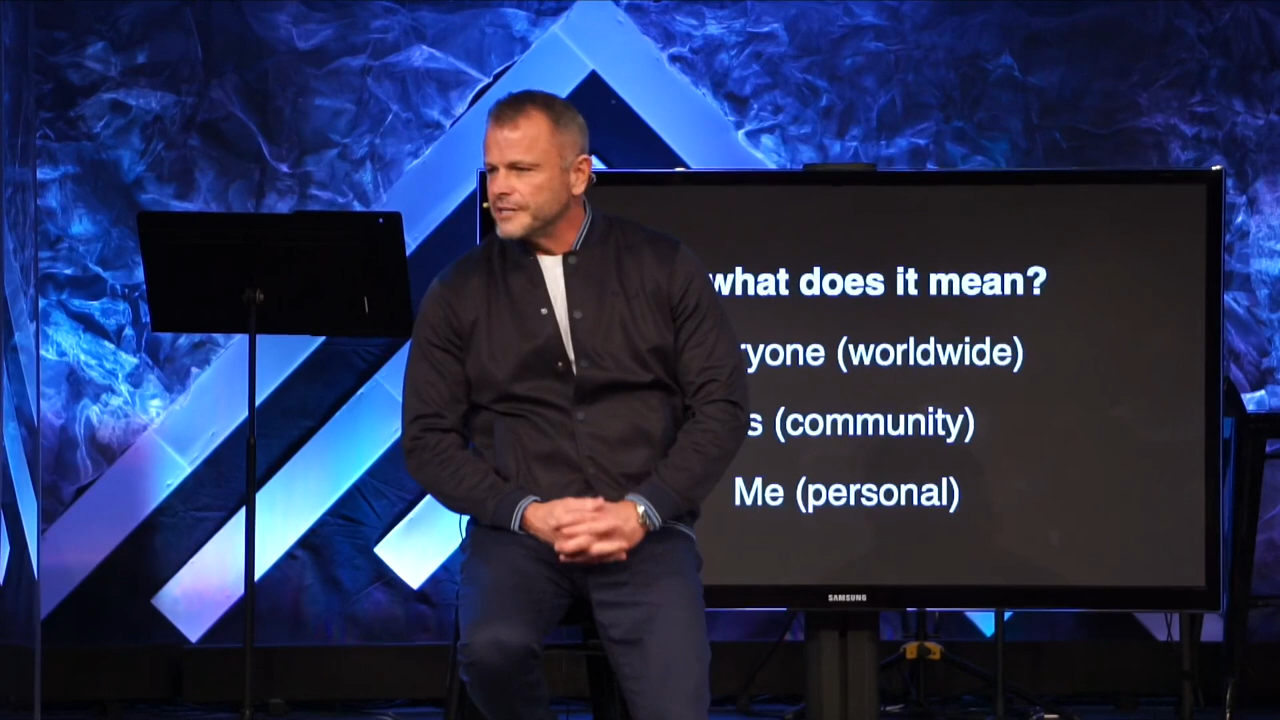 what does it mean?
ryone (worldwide)
s (community)
Me (personal)
SAMSUNG